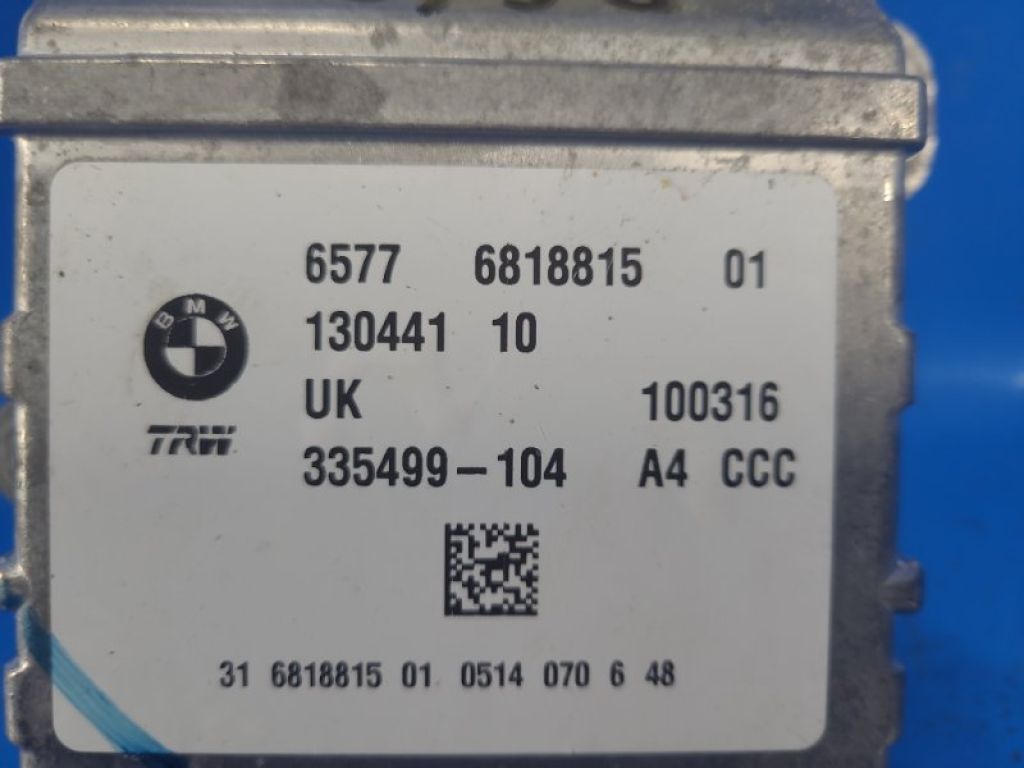 6577 6818815 01
130441 10
BMW
UK 100316
TRW
335499-104 A4 CCC
31 6818815 01 0514 070 6 48